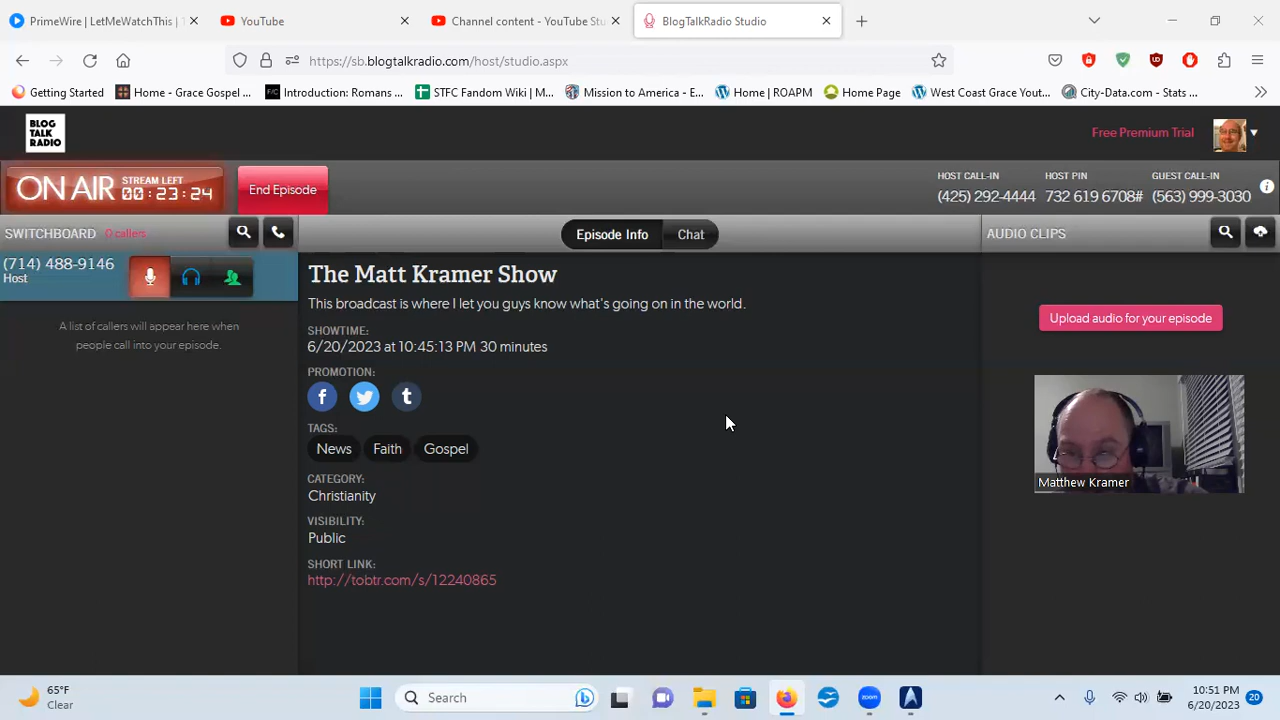 PrimeWire | LetMeWatchThis | 1
YouTube
Channel content - YouTube Stu
BlogTalkRadio Studio
https://sb.blogtalkradio.com/host/studio.aspx
Getting Started
Home - Grace Gospel ...
Introduction: Romans ...
STFC Fandom Wiki | M...
Mission to America - E...
Home | ROAPM
Home Page
West Coast Grace Yout...
City-Data.com - Stats ...
BLOG
TALK
RADIO
Free Premium Trial
ON AIR
STREAM LEFT
00:23:24
End Episode
HOST CALL-IN
(425) 292-4444
HOST PIN
732 619 6708#
GUEST CALL-IN
(563) 999-3030
SWITCHBOARD 0 callers
Episode Info
Chat
AUDIO CLIPS
(714) 488-9146
Host
A list of callers will appear here when
people call into your episode.
The Matt Kramer Show
This broadcast is where I let you guys know what's going on in the world.
SHOWTIME:
6/20/2023 at 10:45:13 PM 30 minutes
PROMOTION:
TAGS:
News
Faith
Gospel
CATEGORY:
Christianity
VISIBILITY:
Public
SHORT LINK:
http://tobtr.com/s/12240865
Upload audio for your episode
Matthew Kramer
65°F
Clear
Search
zoom
10:51 PM
6/20/2023
20